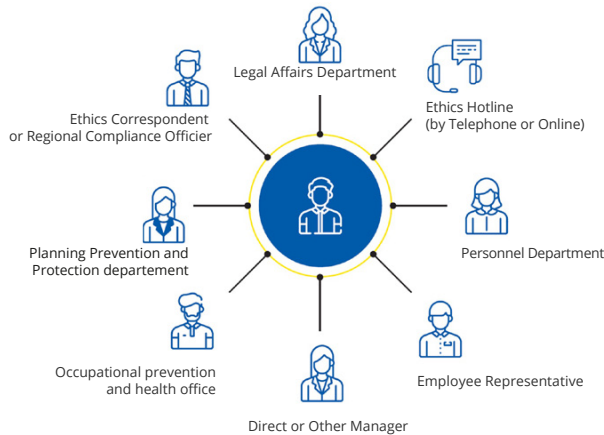 Legal Affairs Department
Ethics Correspondent
or Regional Compliance Officier
Ethics Hotline
(by Telephone or Online)
Planning Prevention and
Protection departement
Personnel Department
Occupational prevention
and health office
Employee Representative
Direct or Other Manager